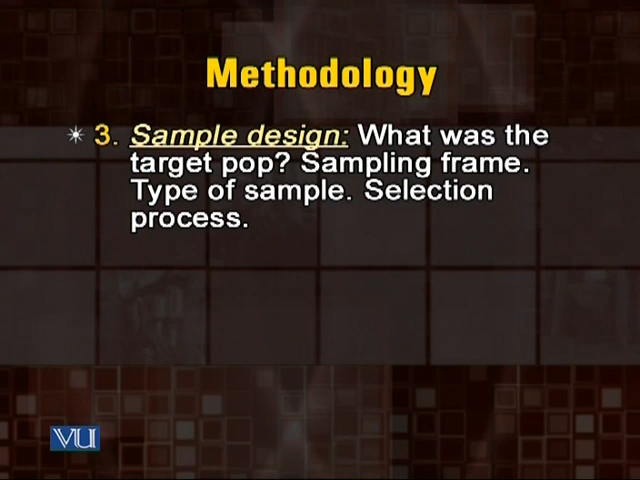 Methodology
3. Sample design: What was the
target pop? Sampling frame.
Type of sample. Selection
process.
VU